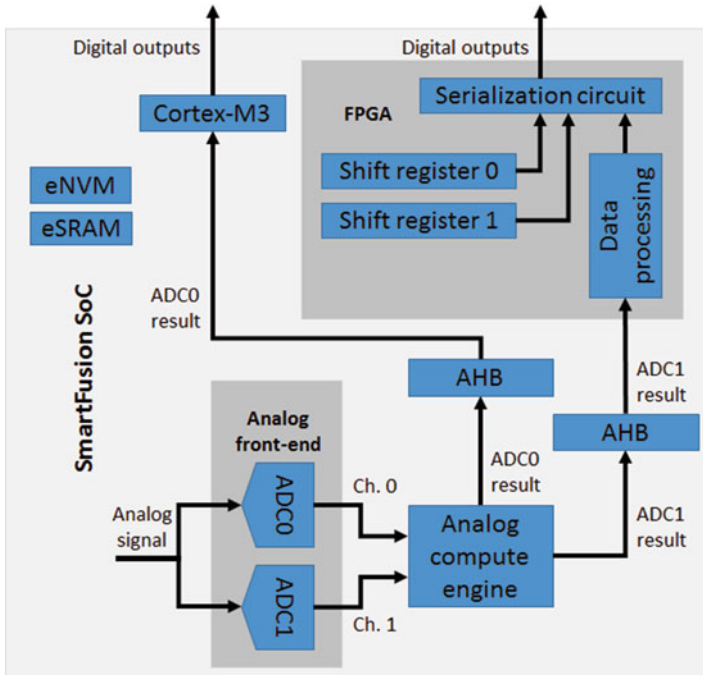 Digital outputs
Digital outputs
Cortex-M3
FPGA
Serialization circuit
Shift register 0
Shift register 1
Data
processing
eNVM
eSRAM
SmartFusion SoC
ADC0
result
AHB
ADC1
result
AHB
Analog
front-end
ADC0
ADC1
Analog
signal
Ch. 0
Ch. 1
ADC0
result
Analog
compute
engine
ADC1
result